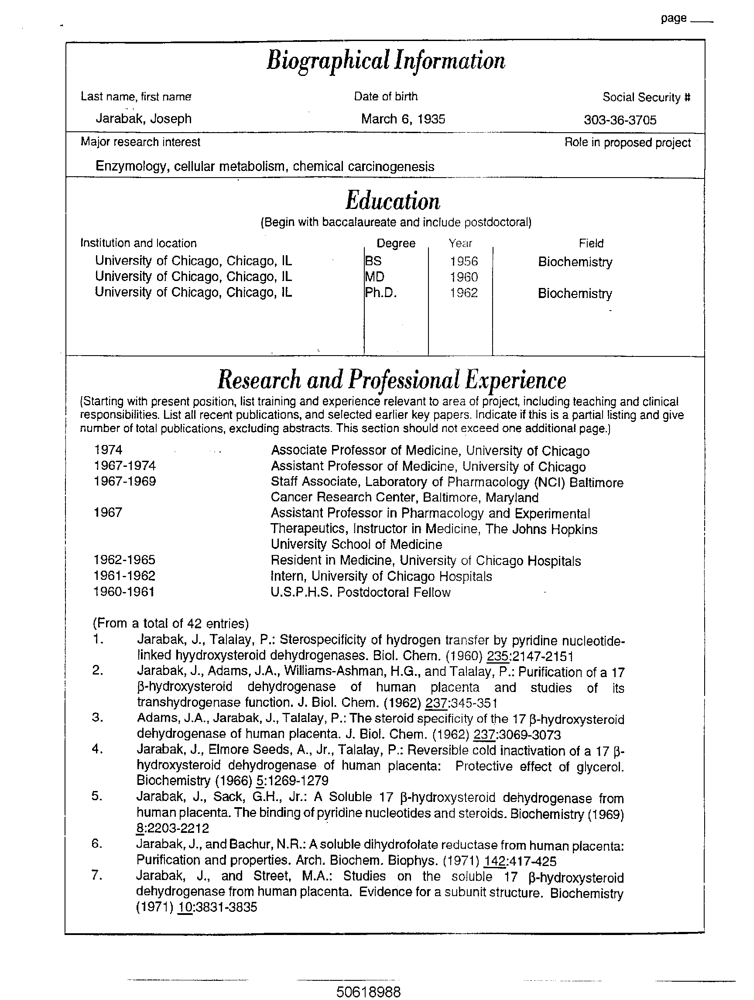 page
Biographical Information
Last name, first name Date of birth Social Security #
Jarabak, Joseph March 6, 1935 303-36-3705
Major research interest Role in proposed project
Enzymology, cellular metabolism, chemical carcinogenesis
Education
(Begin with baccalaureate and include postdoctoral)
Institution and location Degree Year Field
University of Chicago, Chicago, IL BS 1956 Biochemistry
University of Chicago, Chicago, IL MD 1960
University of Chicago, Chicago, IL Ph.D. 1962 Biochemistry
Research and Professional Experience
(Starting with present position, list training and experience relevant to area of project, including teaching and clinical
responsibilities. List all recent publications, and selected earlier key papers. Indicate if this is a partial listing and give
number of total publications, excluding abstracts. This section should not exceed one additional page.)
1974 Associate Professor of Medicine, University of Chicago
1967-1974 Assistant Professor of Medicine, University of Chicago
1967-1969 Staff Associate, Laboratory of Pharmacology (NCI) Baltimore
Cancer Research Center, Baltimore, Maryland
1967 Assistant Professor in Pharmacology and Experimental
Therapeutics, Instructor in Medicine, The Johns Hopkins
University School of Medicine
1962-1965 Resident in Medicine, University of Chicago Hospitals
1961-1962 Intern, University of Chicago Hospitals
1960-1961 U.S.P.H.S. Postdoctoral Fellow
(From a total of 42 entries)
1. Jarabak, J., Talalay, P.: Sterospecificity of hydrogen transfer by pyridine nucleotide-
linked hyydroxysteroid dehydrogenases. Biol. Chem. (1960) 235:2147-2151
2. Jarabak, J., Adams, J.A., Williams-Ashman, H.G., and Talalay, P.: Purification of a 17
β-hydroxysteroid dehydrogenase of human placenta and studies of its
transhydrogenase function. J. Biol. Chem. (1962) 237:345-351
3. Adams, J.A., Jarabak, J., Talalay, P.: The steroid specificity of the 17 β-hydroxysteroid
dehydrogenase of human placenta. J. Biol. Chem. (1962) 237:3069-3073
4. Jarabak, J., Elmore Seeds, A., Jr., Talalay, P.: Reversible cold inactivation of a 17 β-
hydroxysteroid dehydrogenase of human placenta: Protective effect of glycerol.
Biochemistry (1966) 5:1269-1279
5. Jarabak, J., Sack, G.H., Jr.: A Soluble 17 β-hydroxysteroid dehydrogenase from
human placenta. The binding of pyridine nucleotides and steroids. Biochemistry (1969)
8:2203-2212
6. Jarabak, J., and Bachur, N.R.: A soluble dihydrofolate reductase from human placenta:
Purification and properties. Arch. Biochem. Biophys. (1971) 142:417-425
7. Jarabak, J., and Street, M.A.: Studies on the soluble 17 β-hydroxysteroid
dehydrogenase from human placenta. Evidence for a subunit structure. Biochemistry
(1971) 10:3831-3835
50618988